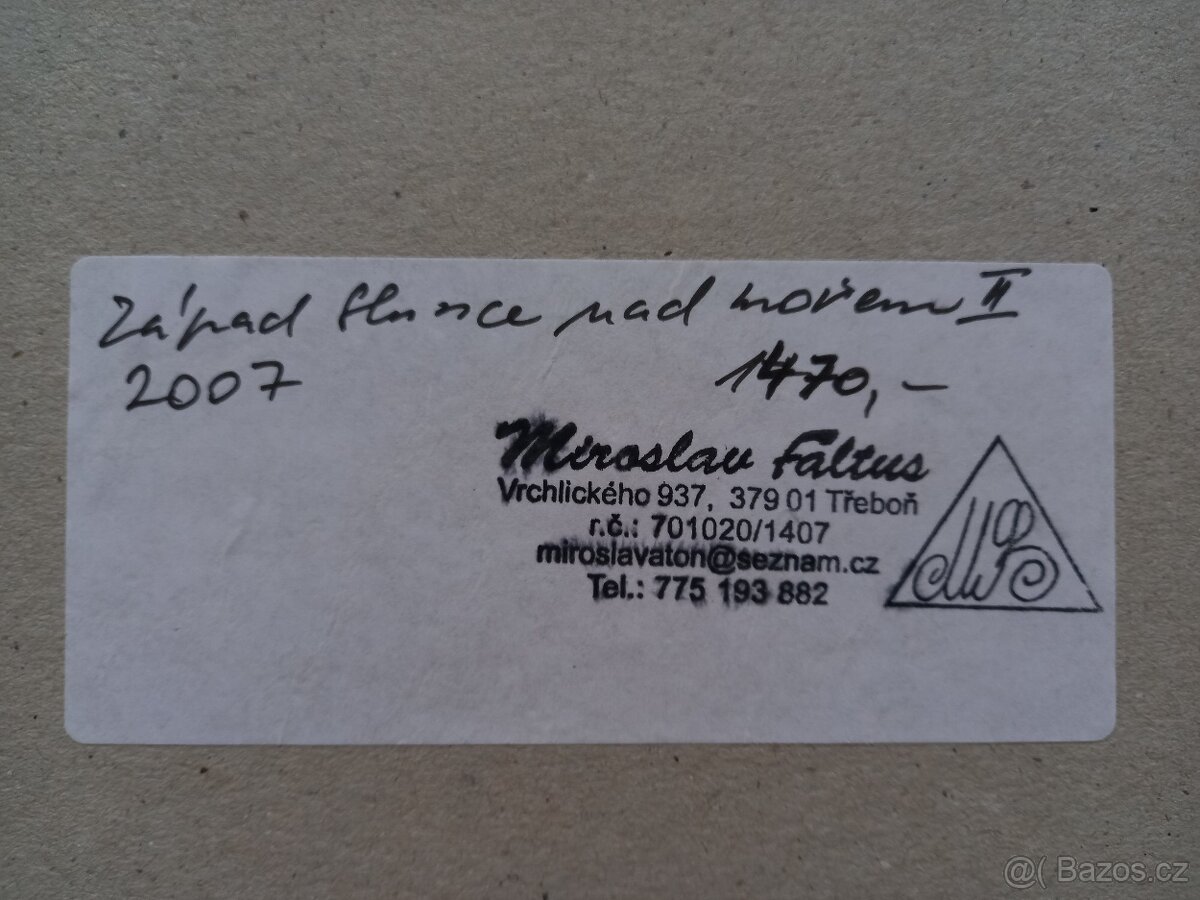 Západ Slunce nad mořem II
2007
1470,-
Miroslav Faltus
Vrchlického 937, 379 01 Třeboň
r.č.: 701020/1407
miroslavaton@seznam.cz
Tel.: 775 193 882
@( Bazos.cz